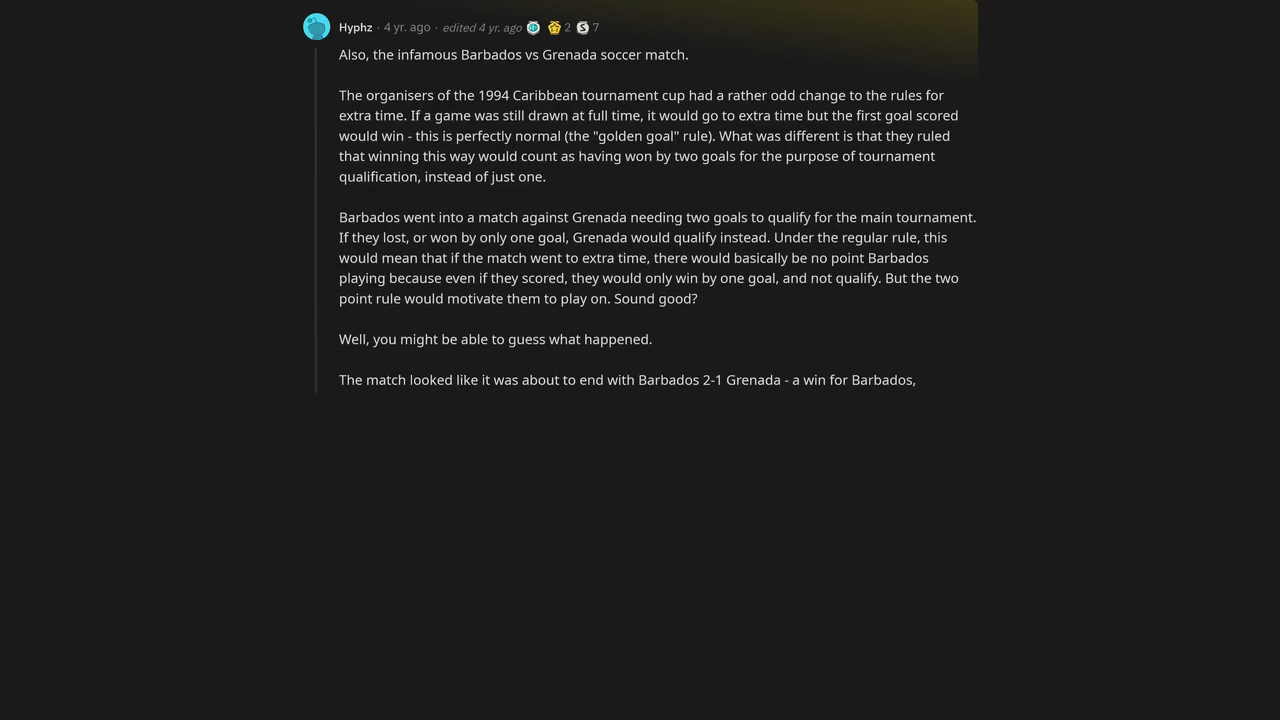 Hyphz · 4 yr. ago · edited 4 yr. ago 2 7
Also, the infamous Barbados vs Grenada soccer match.
The organisers of the 1994 Caribbean tournament cup had a rather odd change to the rules for
extra time. If a game was still drawn at full time, it would go to extra time but the first goal scored
would win - this is perfectly normal (the "golden goal" rule). What was different is that they ruled
that winning this way would count as having won by two goals for the purpose of tournament
qualification, instead of just one.
Barbados went into a match against Grenada needing two goals to qualify for the main tournament.
If they lost, or won by only one goal, Grenada would qualify instead. Under the regular rule, this
would mean that if the match went to extra time, there would basically be no point Barbados
playing because even if they scored, they would only win by one goal, and not qualify. But the two
point rule would motivate them to play on. Sound good?
Well, you might be able to guess what happened.
The match looked like it was about to end with Barbados 2-1 Grenada - a win for Barbados,